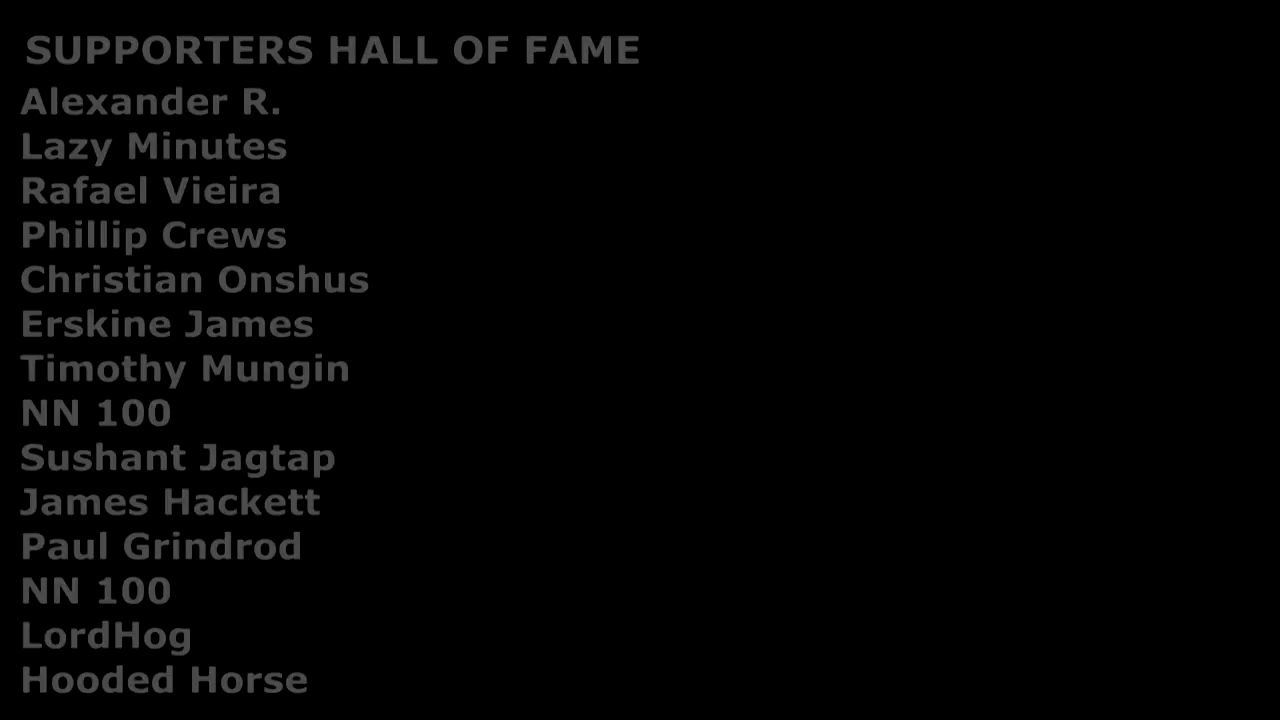 SUPPORTERS HALL OF FAME
Alexander R.
Lazy Minutes
Rafael Vieira
Phillip Crews
Christian Onshus
Erskine James
Timothy Mungin
NN 100
Sushant Jagtap
James Hackett
Paul Grindrod
NN 100
LordHog
Hooded Horse